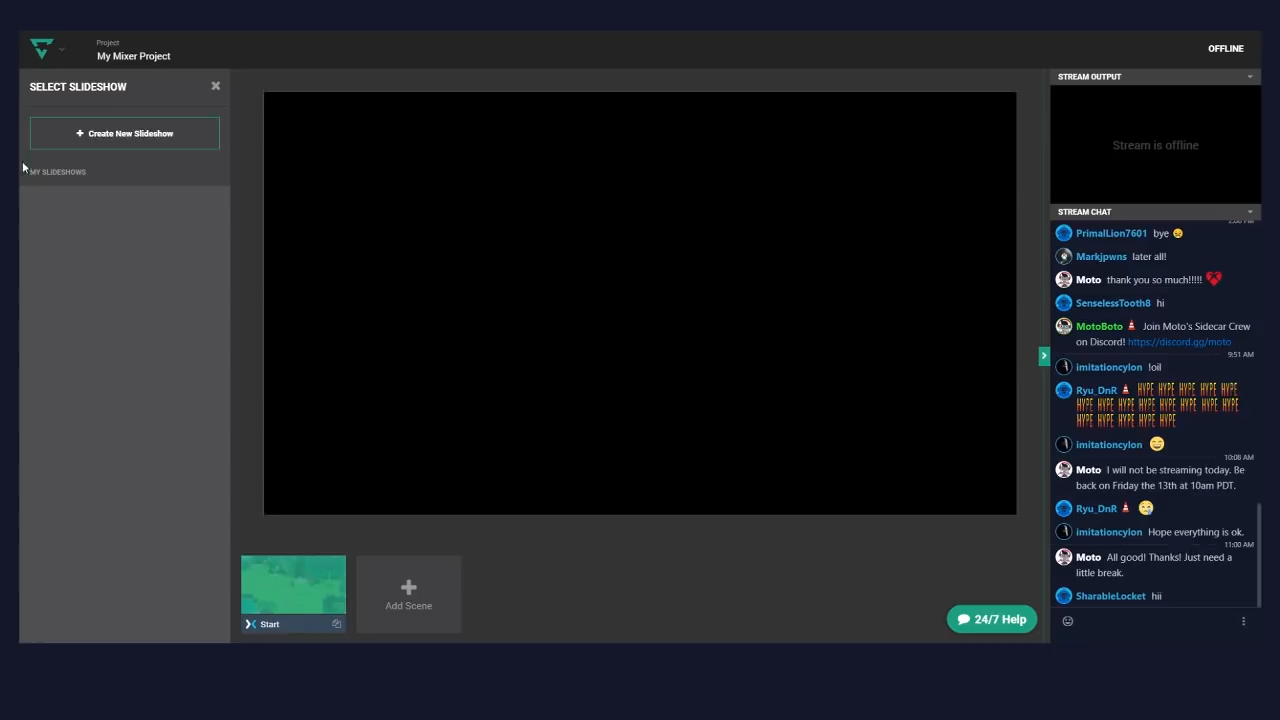 Project
My Mixer Project
OFFLINE
SELECT SLIDESHOW
+ Create New Slideshow
MY SLIDESHOWS
STREAM OUTPUT
Stream is offline
STREAM CHAT
PrimalLion7601 bye
Markjpwns later all!
Moto thank you so much!!!!!
SenselessTooth8 hi
MotoBoto Join Moto's Sidecar Crew
on Discord! https://discord.gg/moto
9:51 AM
imitationcylon !oil
Ryu_DnR HYPE HYPE HYPE HYPE HYPE
HYPE HYPE HYPE HYPE HYPE HYPE HYPE HYPE
HYPE HYPE HYPE HYPE HYPE
imitationcylon
10:08 AM
Moto I will not be streaming today. Be
back on Friday the 13th at 10am PDT.
Ryu_DnR
imitationcylon Hope everything is ok.
11:00 AM
Moto All good! Thanks! Just need a
little break.
SharableLocket hii
Start
Add Scene
24/7 Help